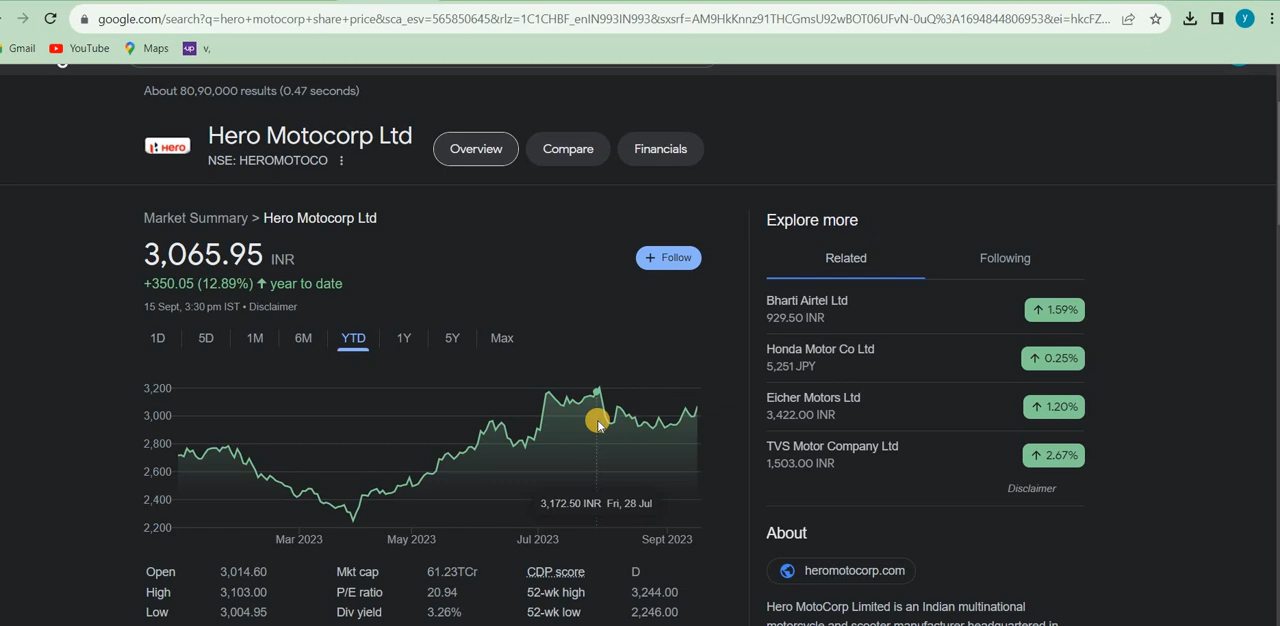 google.com/search?q=hero+motocorp+share+price&sca_esv=565850645&rlz=1C1CHBF_enIN993IN993&sxsrf=AM9HkKnnz91THCGmsU92wBOT06UFvN-0uQ%3A1694844806953&ei=hkcFZ... y
Gmail YouTube Maps up v,
About 80,90,000 results (0.47 seconds)
Hero Hero Motocorp Ltd Overview Compare Financials
NSE: HEROMOTOCO
Market Summary > Hero Motocorp Ltd
3,065.95 INR
+ Follow
+350.05 (12.89%) ↑ year to date
15 Sept, 3:30 pm IST • Disclaimer
1D 5D 1M 6M YTD 1Y 5Y Max
3,200
3,000
2,800
2,600
2,400
2,200
3,172.50 INR Fri, 28 Jul
Mar 2023 May 2023 Jul 2023 Sept 2023
Open 3,014.60 Mkt cap 61.23TCr CDP score D
High 3,103.00 P/E ratio 20.94 52-wk high 3,244.00
Low 3,004.95 Div yield 3.26% 52-wk low 2,246.00
Explore more
Related Following
Bharti Airtel Ltd
929.50 INR
↑ 1.59%
Honda Motor Co Ltd
5,251 JPY
↑ 0.25%
Eicher Motors Ltd
3,422.00 INR
↑ 1.20%
TVS Motor Company Ltd
1,503.00 INR
↑ 2.67%
Disclaimer
About
heromotocorp.com
Hero MotoCorp Limited is an Indian multinational
motorcycle and scooter manufacturer headquartered in